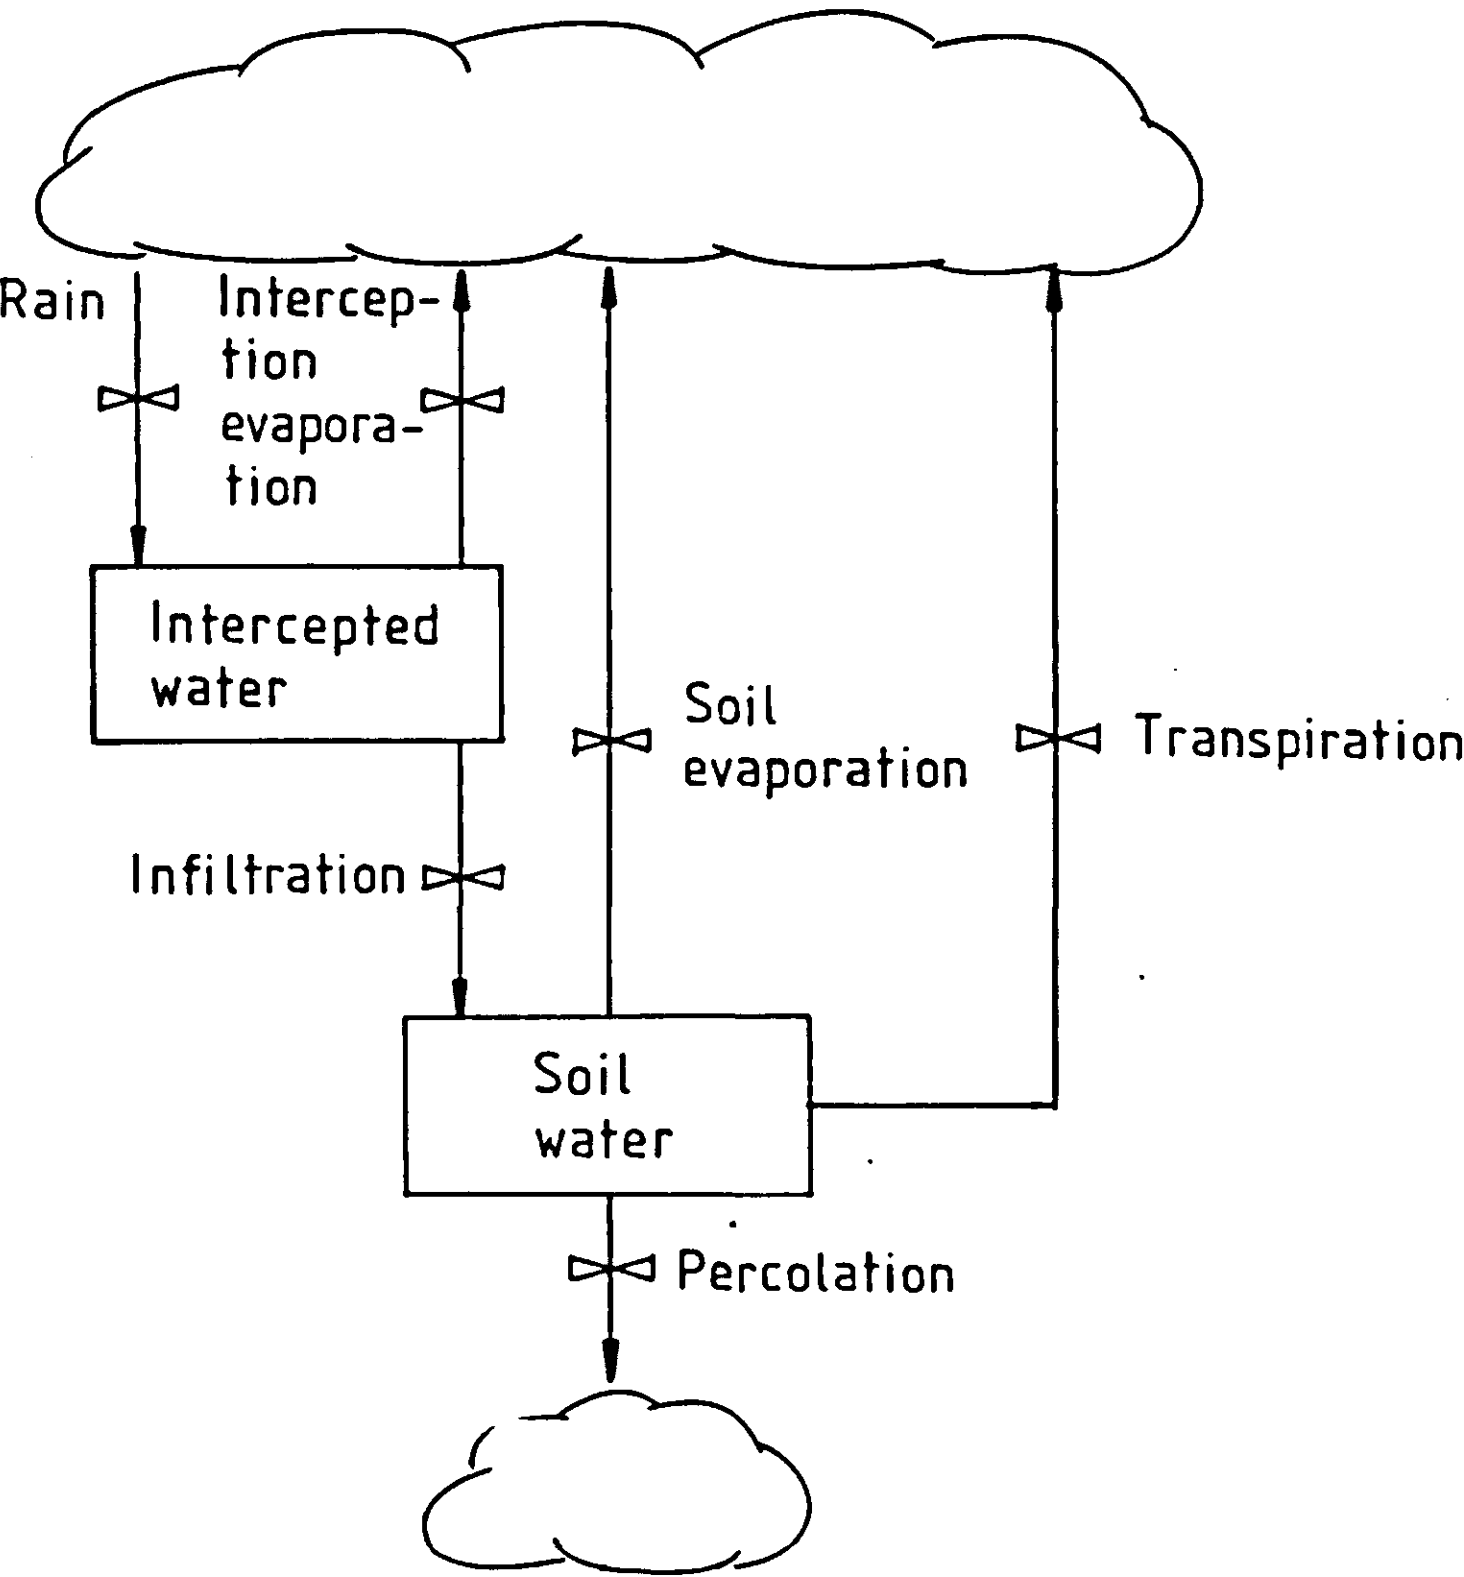 Rain
Intercep-
tion
evapora-
tion
Intercepted
water
Soil
evaporation
Transpiration
Infiltration
Soil
water
Percolation